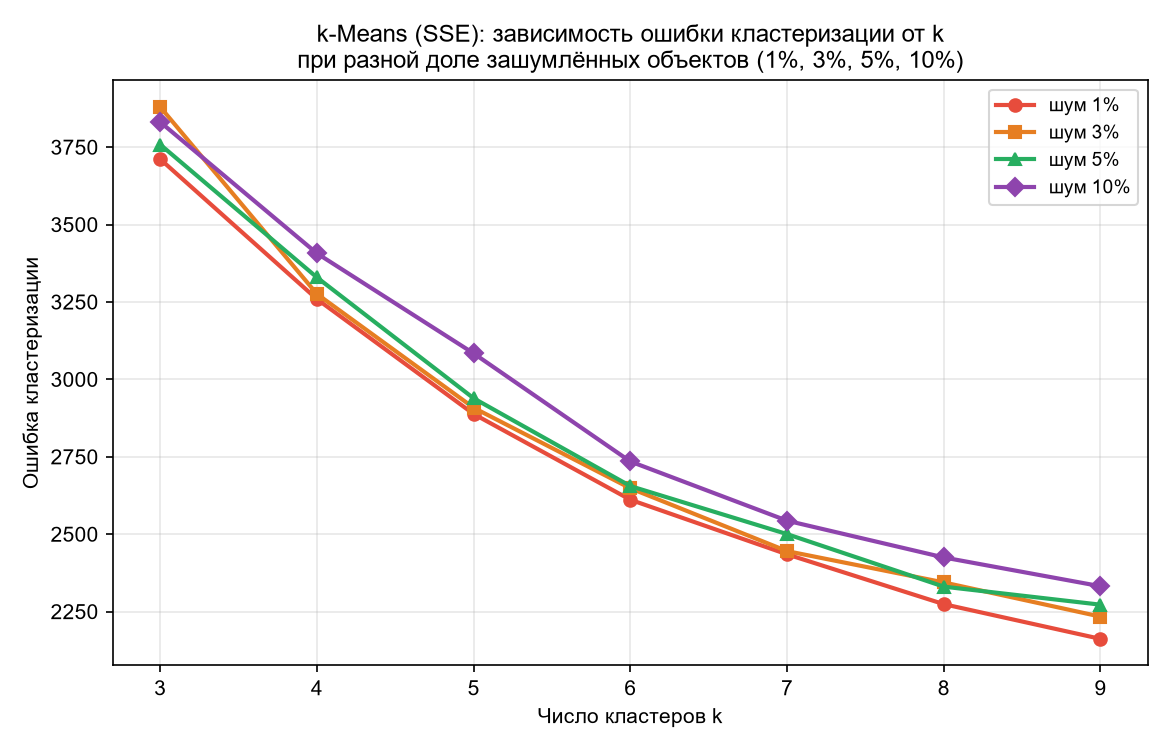 k-Means (SSE): зависимость ошибки кластеризации от k
при разной доле зашумлённых объектов (1%, 3%, 5%, 10%)
шум 1%
шум 3%
шум 5%
шум 10%
Ошибка кластеризации
3750
3500
3250
3000
2750
2500
2250
3 4 5 6 7 8 9
Число кластеров k